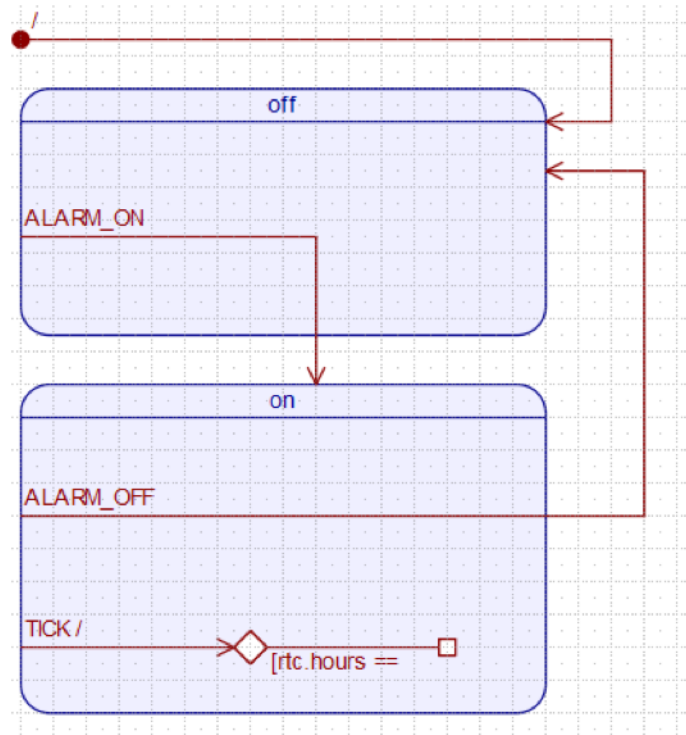 /
off
ALARM_ON
on
ALARM_OFF
TICK /
[rtc.hours ==